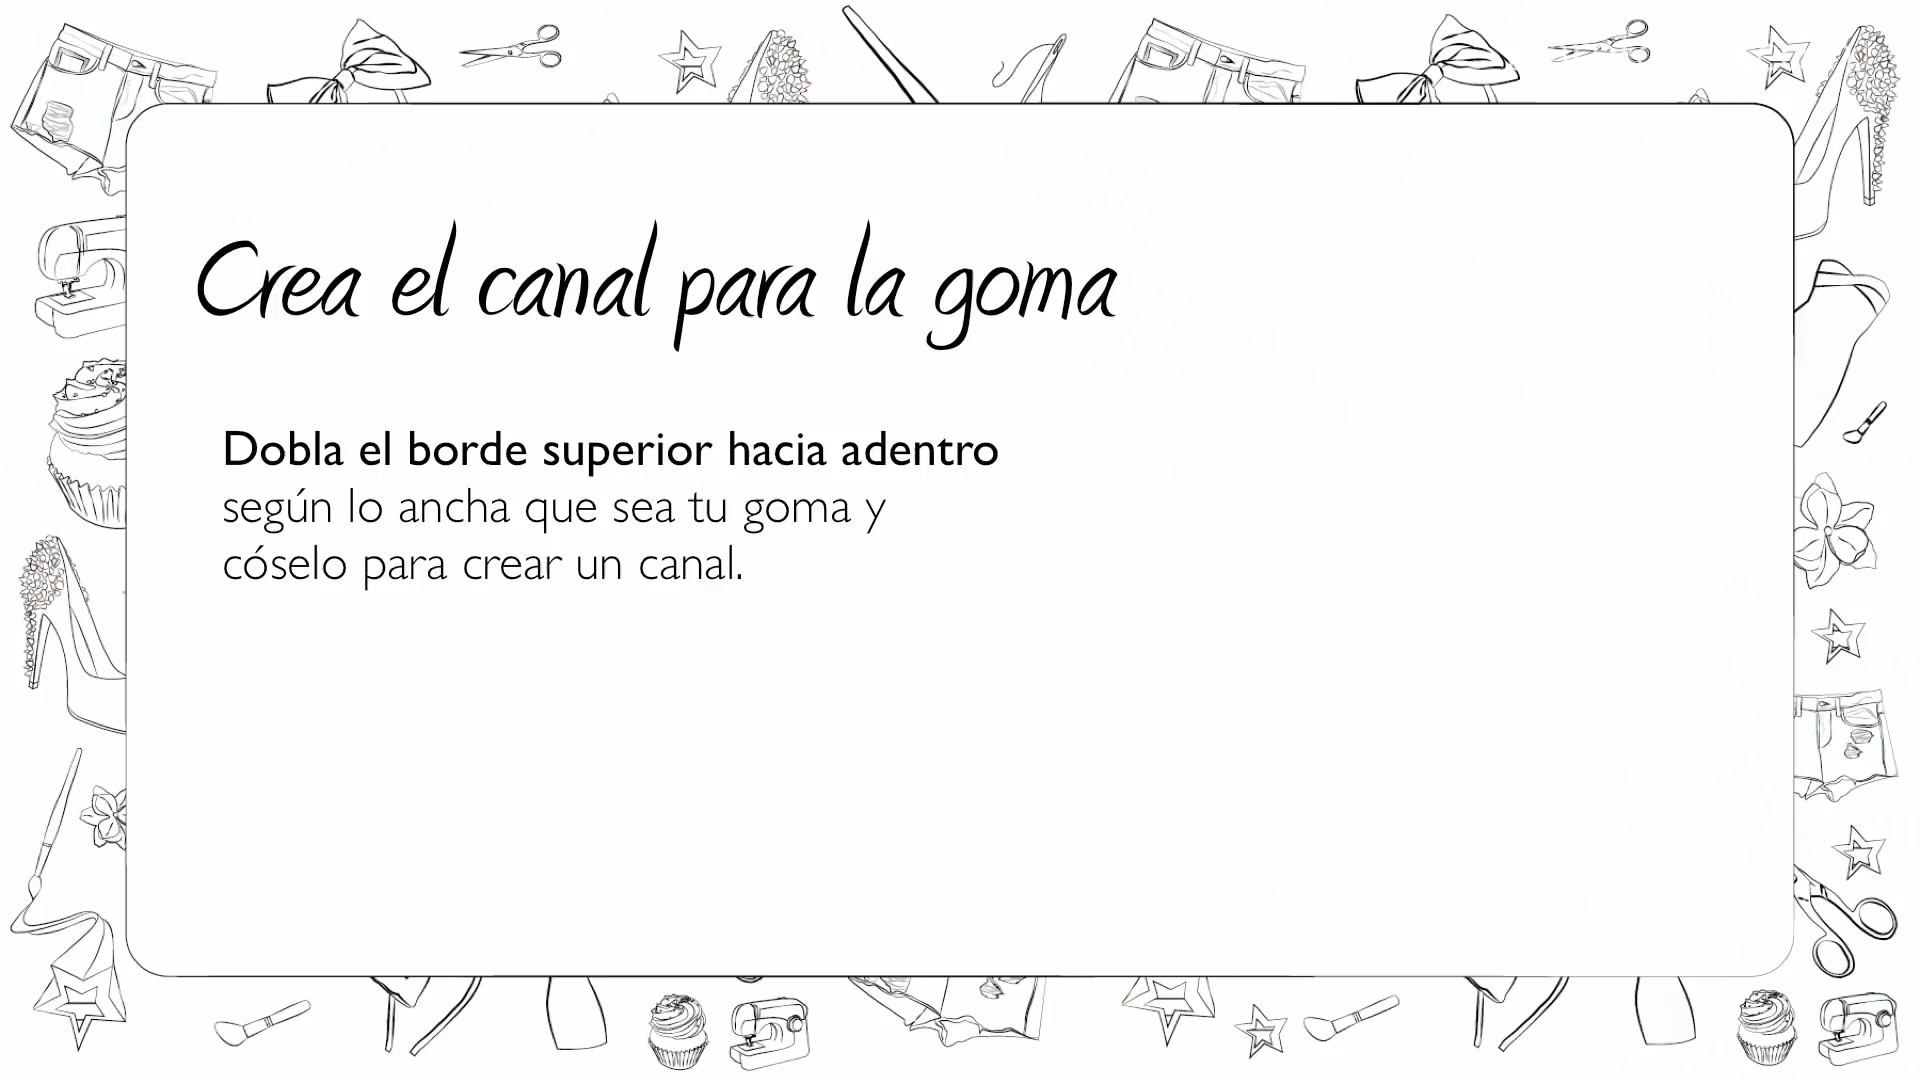 Crea el canal para la goma
Dobla el borde superior hacia adentro
según lo ancha que sea tu goma y
cóselo para crear un canal.